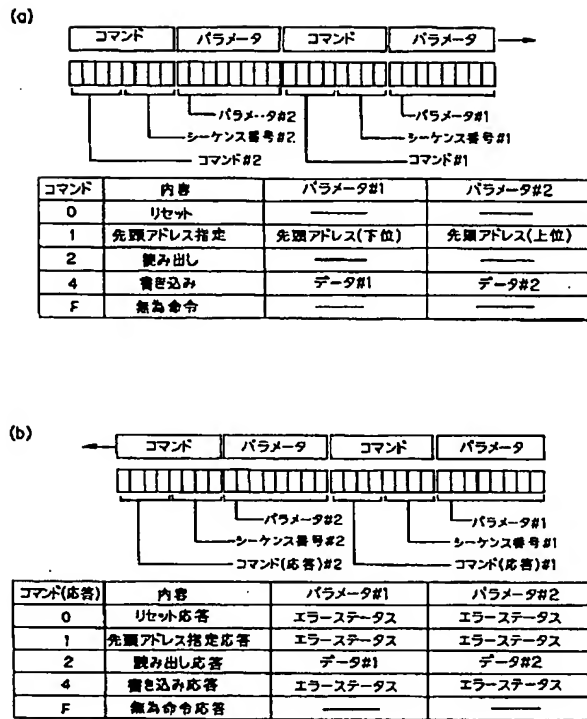 (a)
コマンド パラメータ コマンド パラメータ
パラメータ#2 パラメータ#1
シーケンス番号#2 シーケンス番号#1
コマンド#2 コマンド#1
コマンド 内容 パラメータ#1 パラメータ#2
0 リセット
1 先頭アドレス指定 先頭アドレス(下位) 先頭アドレス(上位)
2 読み出し
4 書き込み データ#1 データ#2
F 無為命令
(b)
コマンド パラメータ コマンド パラメータ
パラメータ#2 パラメータ#1
シーケンス番号#2 シーケンス番号#1
コマンド(応答)#2 コマンド(応答)#1
コマンド(応答) 内容 パラメータ#1 パラメータ#2
0 リセット応答 エラーステータス エラーステータス
1 先頭アドレス指定応答 エラーステータス エラーステータス
2 読み出し応答 データ#1 データ#2
4 書き込み応答 エラーステータス エラーステータス
F 無為命令応答